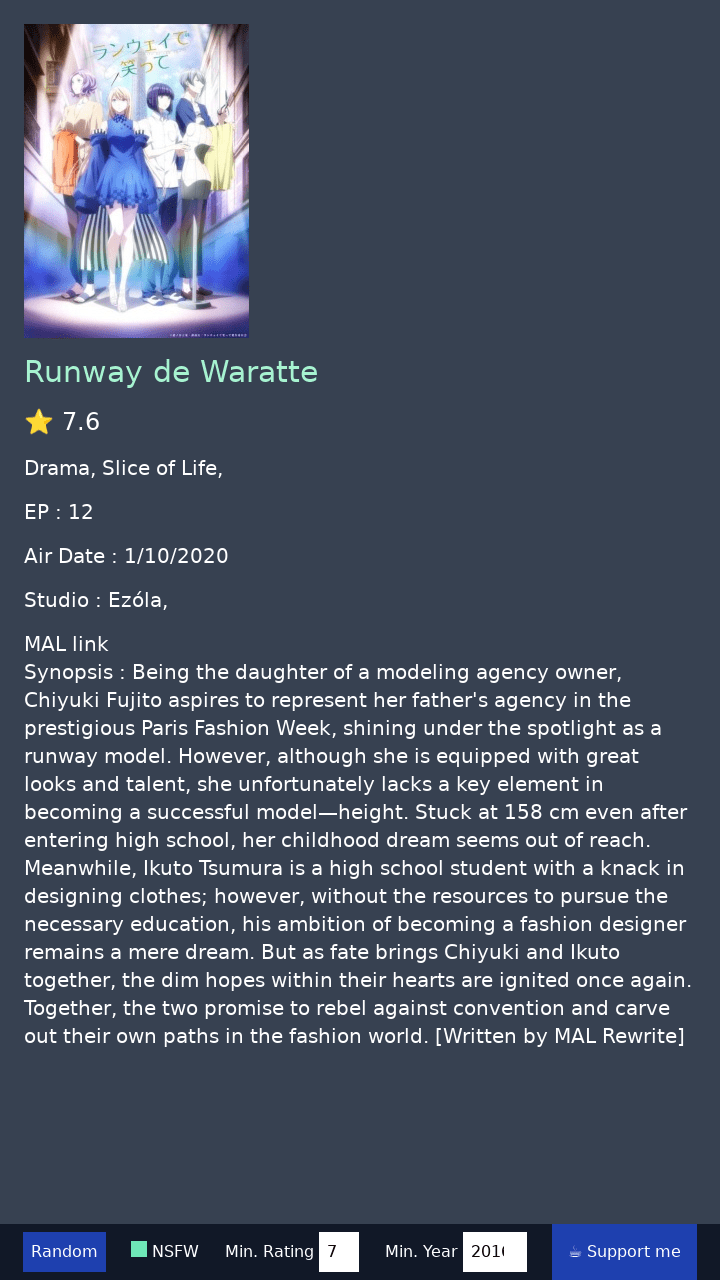 ランウェイで
笑って
Runway de Waratte
⭐ 7.6
Drama, Slice of Life,
EP : 12
Air Date : 1/10/2020
Studio : Ezóla,
MAL link
Synopsis : Being the daughter of a modeling agency owner,
Chiyuki Fujito aspires to represent her father's agency in the
prestigious Paris Fashion Week, shining under the spotlight as a
runway model. However, although she is equipped with great
looks and talent, she unfortunately lacks a key element in
becoming a successful model—height. Stuck at 158 cm even after
entering high school, her childhood dream seems out of reach.
Meanwhile, Ikuto Tsumura is a high school student with a knack in
designing clothes; however, without the resources to pursue the
necessary education, his ambition of becoming a fashion designer
remains a mere dream. But as fate brings Chiyuki and Ikuto
together, the dim hopes within their hearts are ignited once again.
Together, the two promise to rebel against convention and carve
out their own paths in the fashion world. [Written by MAL Rewrite]
Random NSFW Min. Rating 7 Min. Year ☕ Support me